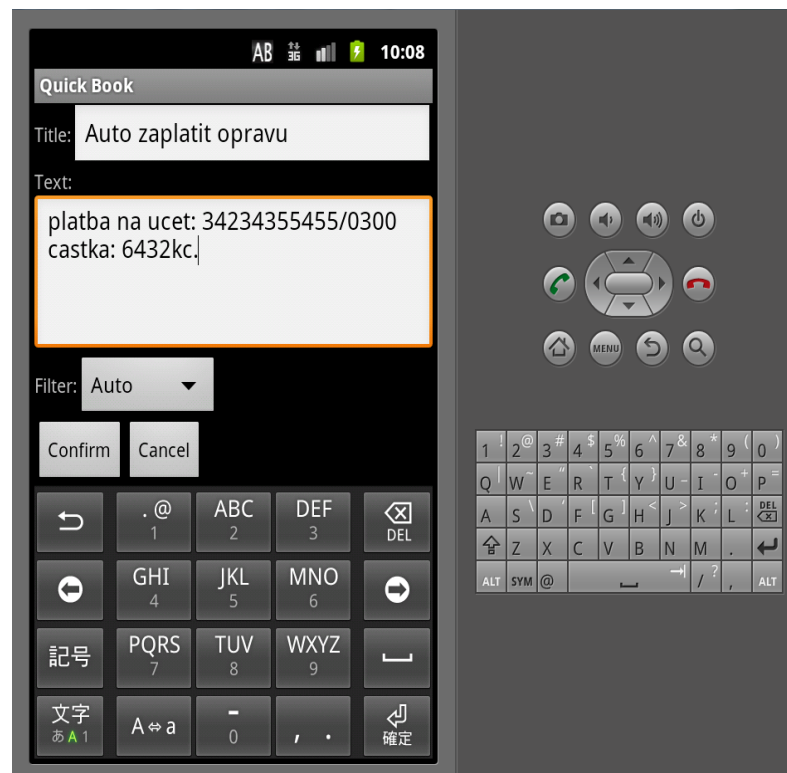 AB 3G 10:08
Quick Book
Title: Auto zaplatit opravu
Text:
platba na ucet: 34234355455/0300
castka: 6432kc.
Filter: Auto
Confirm Cancel
. @ ABC DEF
1 2 3 DEL
GHI JKL MNO
4 5 6
記号 PQRS TUV WXYZ
7 8 9
文字 A⇔a - , .
あA1 0 確定
MENU
1 ! 2 @ 3 # 4 $ 5 % 6 ^ 7 & 8 * 9 ( 0 )
Q | W ~ E " R ` T { Y } U - I - O + P =
A S \ D ' F [ G ] H < J > K ; L : DEL
Z X C V B N M .
ALT SYM @ / ? , ALT